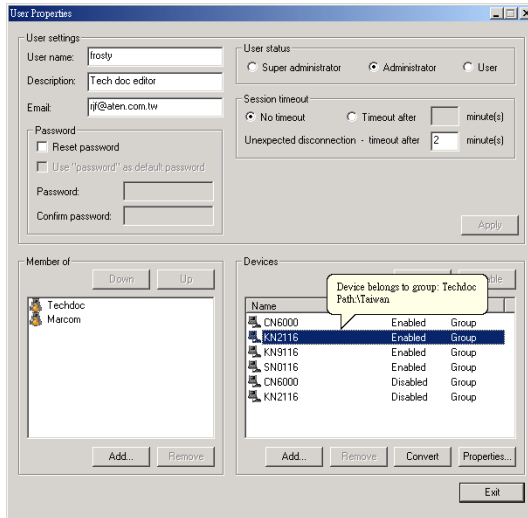 User Properties
User settings
User name: frosty
Description: Tech doc editor
Email: rjf@aten.com.tw
Password
Reset password
Use "password" as default password
Password:
Confirm password:
User status
Super administrator Administrator User
Session timeout
No timeout Timeout after minute(s)
Unexpected disconnection - timeout after 2 minute(s)
Apply
Member of
Down Up
Techdoc
Marcom
Add... Remove
Devices
Device belongs to group: Techdoc
Path:\Taiwan
Name
CN6000 Enabled Group
KN2116 Enabled Group
KN9116 Enabled Group
SN0116 Enabled Group
CN6000 Disabled Group
KN2116 Disabled Group
Add... Remove Convert Properties...
Exit